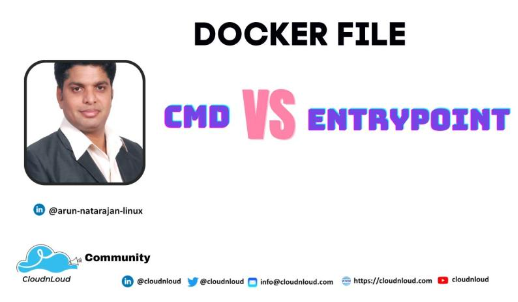 DOCKER FILE
CMD VS ENTRYPOINT
@arun-natarajan-linux
Community
CloudnLoud
@cloudnloud @cloudnloud info@cloudnloud.com https://cloudnloud.com cloudnloud